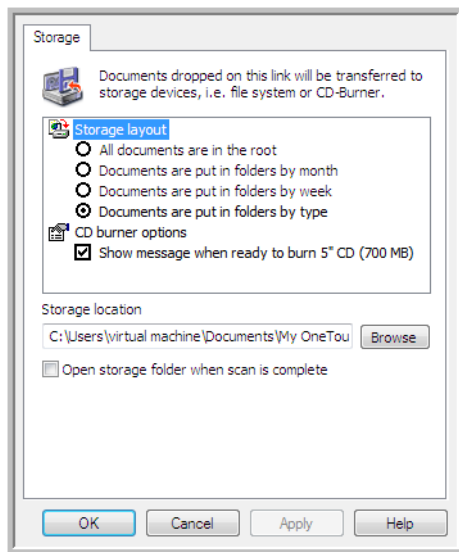 Storage
Documents dropped on this link will be transferred to
storage devices, i.e. file system or CD-Burner.
Storage layout
All documents are in the root
Documents are put in folders by month
Documents are put in folders by week
Documents are put in folders by type
CD burner options
Show message when ready to burn 5" CD (700 MB)
Storage location
C:\Users\virtual machine\Documents\My OneTou
Browse
Open storage folder when scan is complete
OK Cancel Apply Help